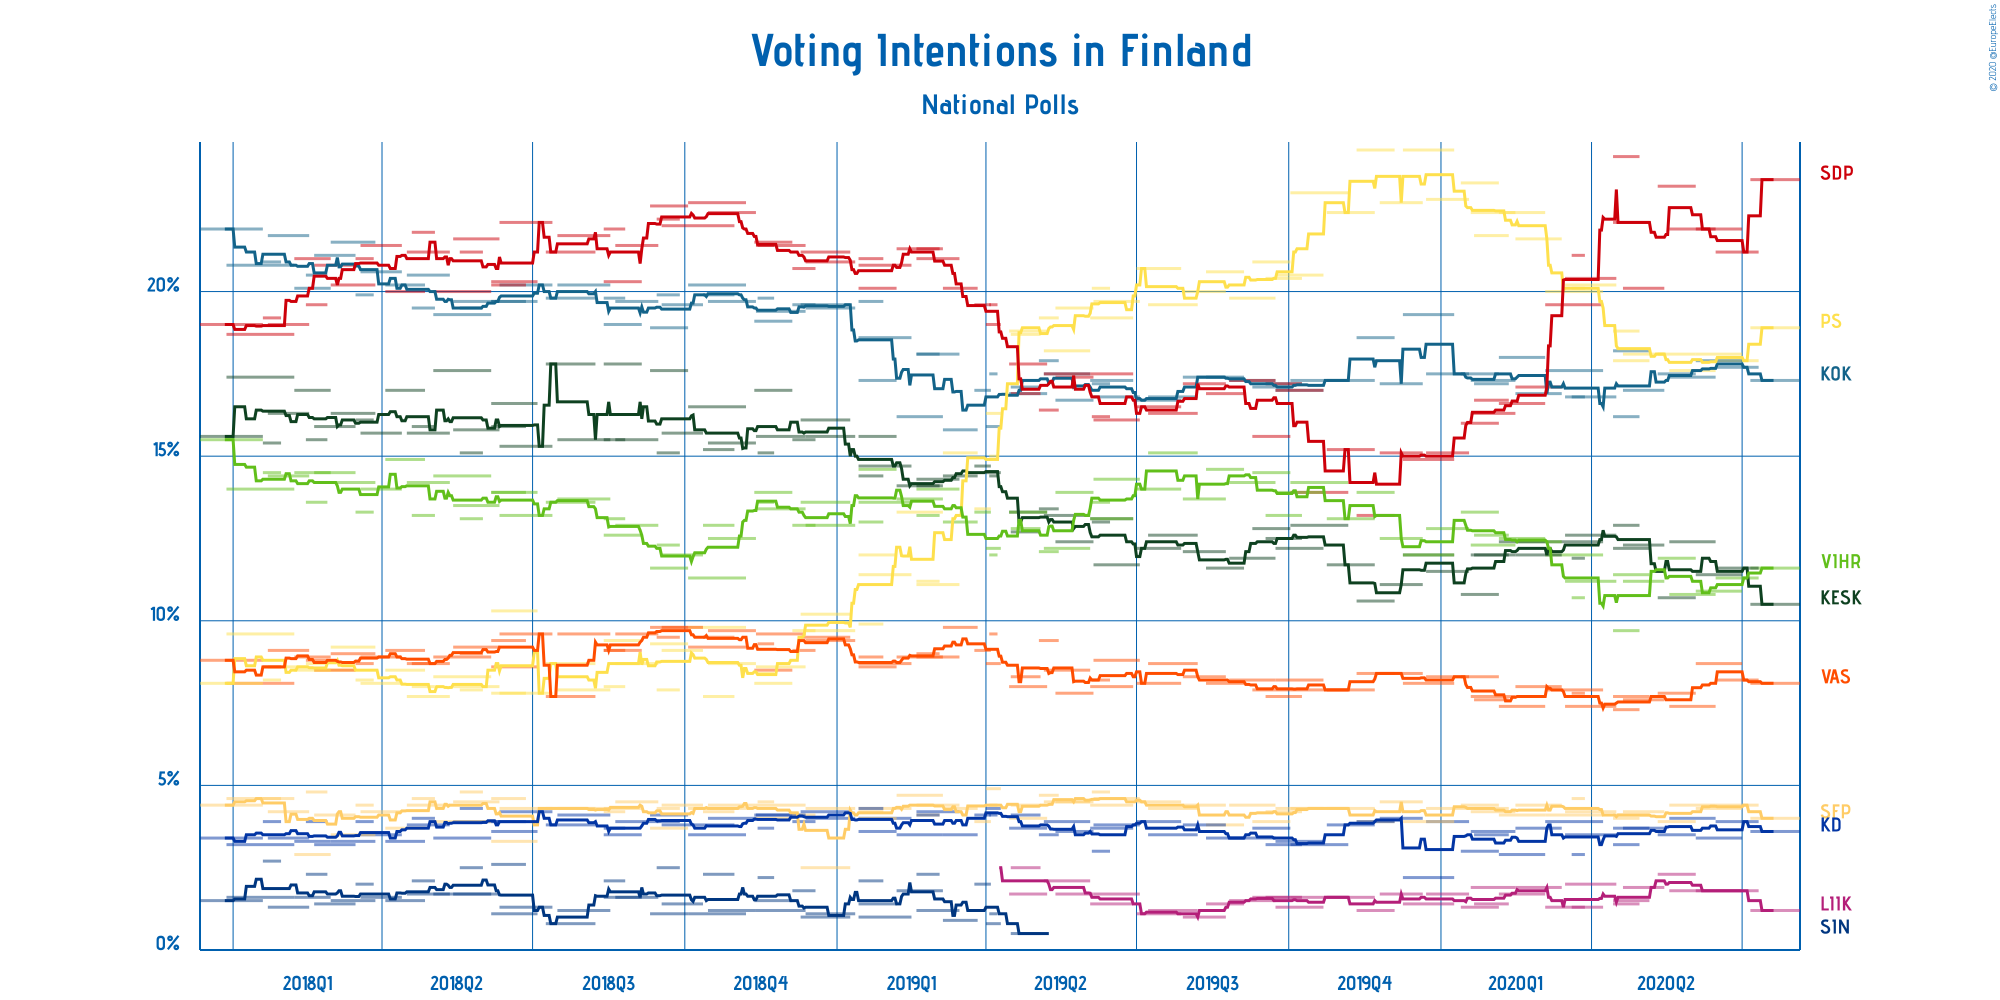 © 2020 @EuropeElects
Voting Intentions in Finland
National Polls
20%
15%
10%
5%
0%
SDP
PS
KOK
VIHR
KESK
VAS
SFP
KD
LIIK
SIN
2018Q1 2018Q2 2018Q3 2018Q4 2019Q1 2019Q2 2019Q3 2019Q4 2020Q1 2020Q2